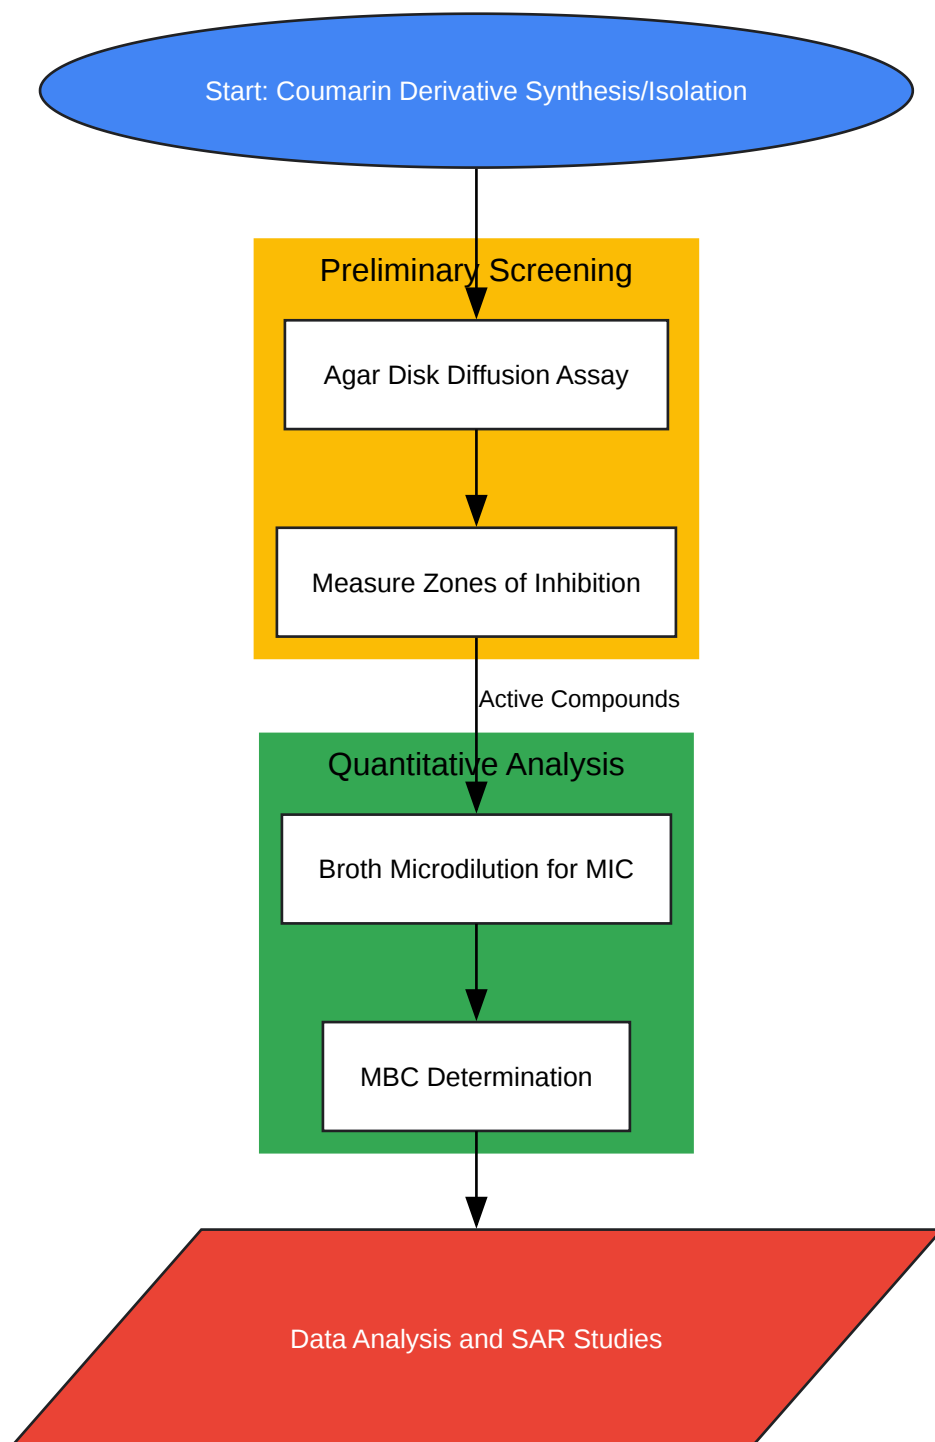 Start: Coumarin Derivative Synthesis/Isolation
Preliminary Screening
Agar Disk Diffusion Assay
Measure Zones of Inhibition
Active Compounds
Quantitative Analysis
Broth Microdilution for MIC
MBC Determination
Data Analysis and SAR Studies